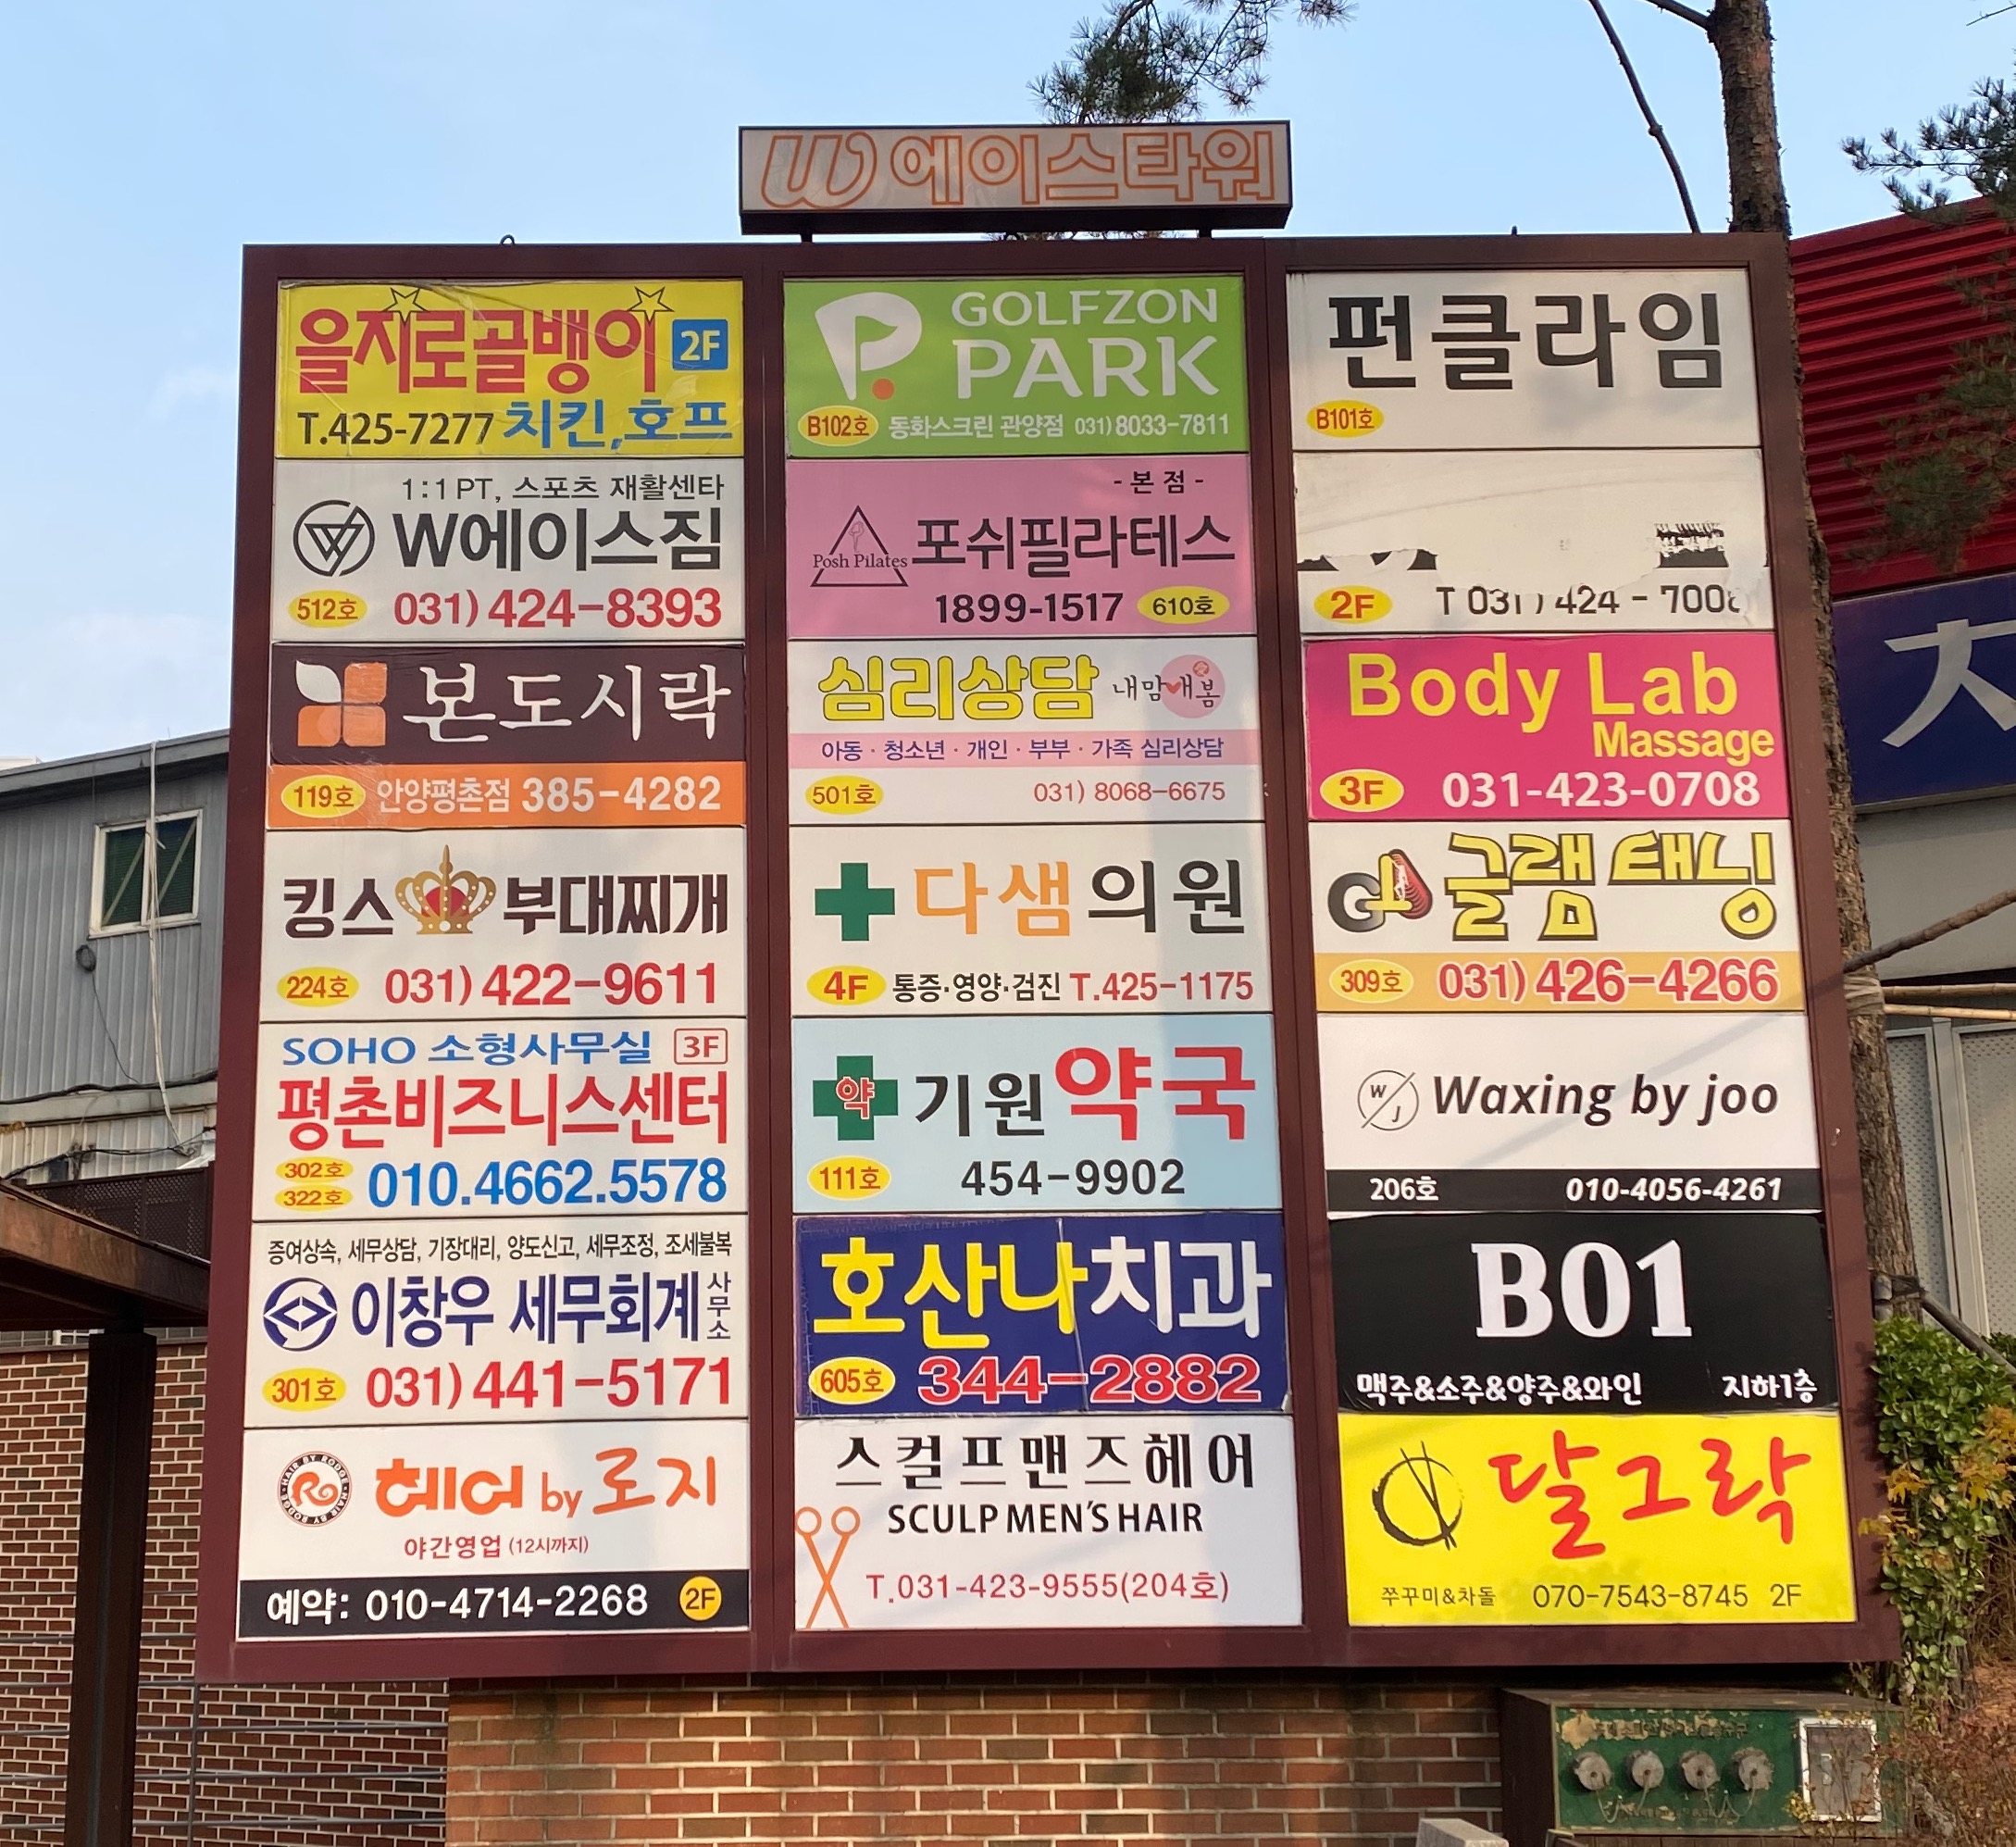 W 에이스타워
을지로골뱅이 2F
T.425-7277 치킨,호프
1:1 PT, 스포츠 재활센타
W에이스짐
512호 031) 424-8393
본도시락
119호 안양평촌점 385-4282
킹스 부대찌개
224호 031) 422-9611
SOHO 소형사무실 3F
평촌비즈니스센터
302호
322호 010.4662.5578
증여상속, 세무상담, 기장대리, 양도신고, 세무조정, 조세불복
이창우 세무회계 사무소
301호 031) 441-5171
헤어 by 로지
야간영업 (12시까지)
예약: 010-4714-2268 2F
GOLFZON
PARK
B102호 동화스크린 관양점 031) 8033-7811
- 본 점 -
Posh Pilates 포쉬필라테스
1899-1517 610호
심리상담 내맘애봄
아동 · 청소년 · 개인 · 부부 · 가족 심리상담
501호 031) 8068-6675
다샘의원
4F 통증·영양·검진 T.425-1175
약 기원약국
111호 454-9902
호산나치과
605호 344-2882
스컬프맨즈헤어
SCULP MEN'S HAIR
T.031-423-9555(204호)
펀클라임
B101호
2F T 031) 424 - 700
Body Lab
Massage
3F 031-423-0708
글램태닝
309호 031) 426-4266
W J Waxing by joo
206호 010-4056-4261
B01
맥주&소주&양주&와인 지하1층
달그락
쭈꾸미&차돌 070-7543-8745 2F